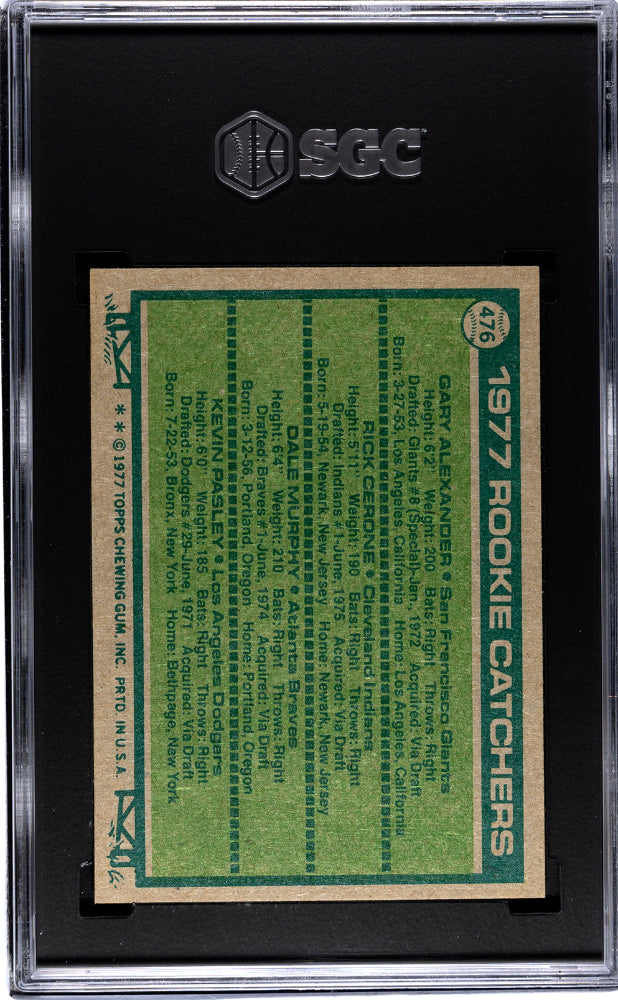 SGC
476
1977 ROOKIE CATCHERS
GARY ALEXANDER • San Francisco Giants
Height: 6'2" Weight: 200 Bats: Right Throws: Right
Drafted: Giants #6 (Special)-Jan., 1972 Acquired: Via Draft
Born: 3-27-53, Los Angeles, California Home: Los Angeles, California
RICK CERONE • Cleveland Indians
Height: 5'11" Weight: 190 Bats: Right Throws: Right
Drafted: Indians #1-June, 1975 Acquired: Via Draft
Born: 5-19-54, Newark, New Jersey Home: Newark, New Jersey
DALE MURPHY • Atlanta Braves
Height: 6'4" Weight: 210 Bats: Right Throws: Right
Drafted: Braves #1-June, 1974 Acquired: Via Draft
Born: 3-12-56, Portland, Oregon Home: Portland, Oregon
KEVIN PASLEY • Los Angeles Dodgers
Height: 6'0" Weight: 185 Bats: Right Throws: Right
Drafted: Dodgers #29-June, 1971 Acquired: Via Draft
Born: 7-22-53, Bronx, New York Home: Bethpage, New York
* * © 1977 TOPPS CHEWING GUM, INC. PRTD. IN U.S.A.